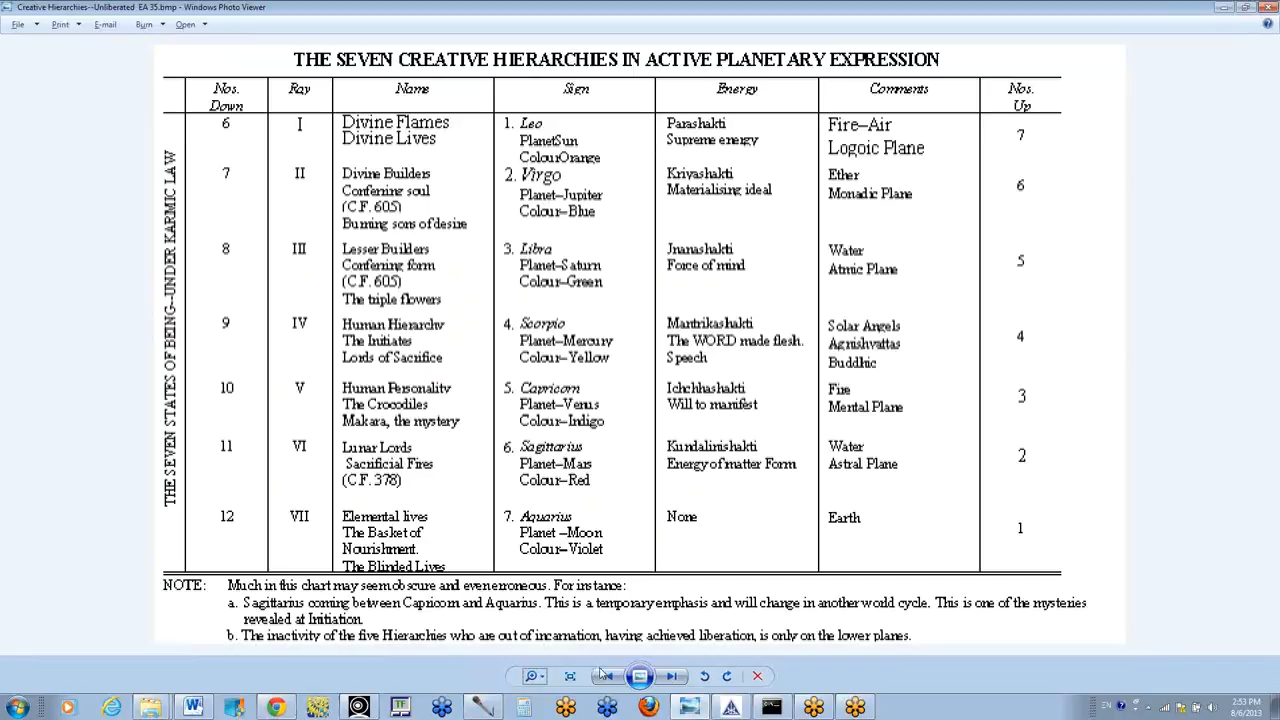 Creative Hierarchies--Unliberated EA 35.bmp - Windows Photo Viewer
File Print E-mail Burn Open
THE SEVEN CREATIVE HIERARCHIES IN ACTIVE PLANETARY EXPRESSION
Nos. Down Ray Name Sign Energy Comments Nos. Up
THE SEVEN STATES OF BEING--UNDER KARMIC LAW
6 I Divine Flames 1. Leo Parashakti Fire–Air 7
Divine Lives PlanetSun Supreme energy Logoic Plane
ColourOrange
7 II Divine Builders 2. Virgo Kriyashakti Ether 6
Conferring soul Planet–Jupiter Materialising ideal Monadic Plane
(C.F. 605) Colour–Blue
Burning sons of desire
8 III Lesser Builders 3. Libra Jnanashakti Water 5
Conferring form Planet–Saturn Force of mind Atmic Plane
(C.F. 605) Colour–Green
The triple flowers
9 IV Human Hierarchy 4. Scorpio Mantrikashakti Solar Angels 4
The Initiates Planet–Mercury The WORD made flesh. Agnishvattas
Lords of Sacrifice Colour–Yellow Speech Buddhic
10 V Human Personality 5. Capricorn Ichchhashakti Fire 3
The Crocodiles Planet–Venus Will to manifest Mental Plane
Makara, the mystery Colour–Indigo
11 VI Lunar Lords 6. Sagittarius Kundalinishakti Water 2
Sacrificial Fires Planet–Mars Energy of matter Form Astral Plane
(C.F. 378) Colour–Red
12 VII Elemental lives 7. Aquarius None Earth 1
The Basket of Planet –Moon
Nourishment. Colour–Violet
The Blinded Lives
NOTE: Much in this chart may seem obscure and even erroneous. For instance:
a. Sagittarius coming between Capricorn and Aquarius. This is a temporary emphasis and will change in another world cycle. This is one of the mysteries
revealed at Initiation.
b. The inactivity of the five Hierarchies who are out of incarnation, having achieved liberation, is only on the lower planes.
EN
2:53 PM
8/6/2013